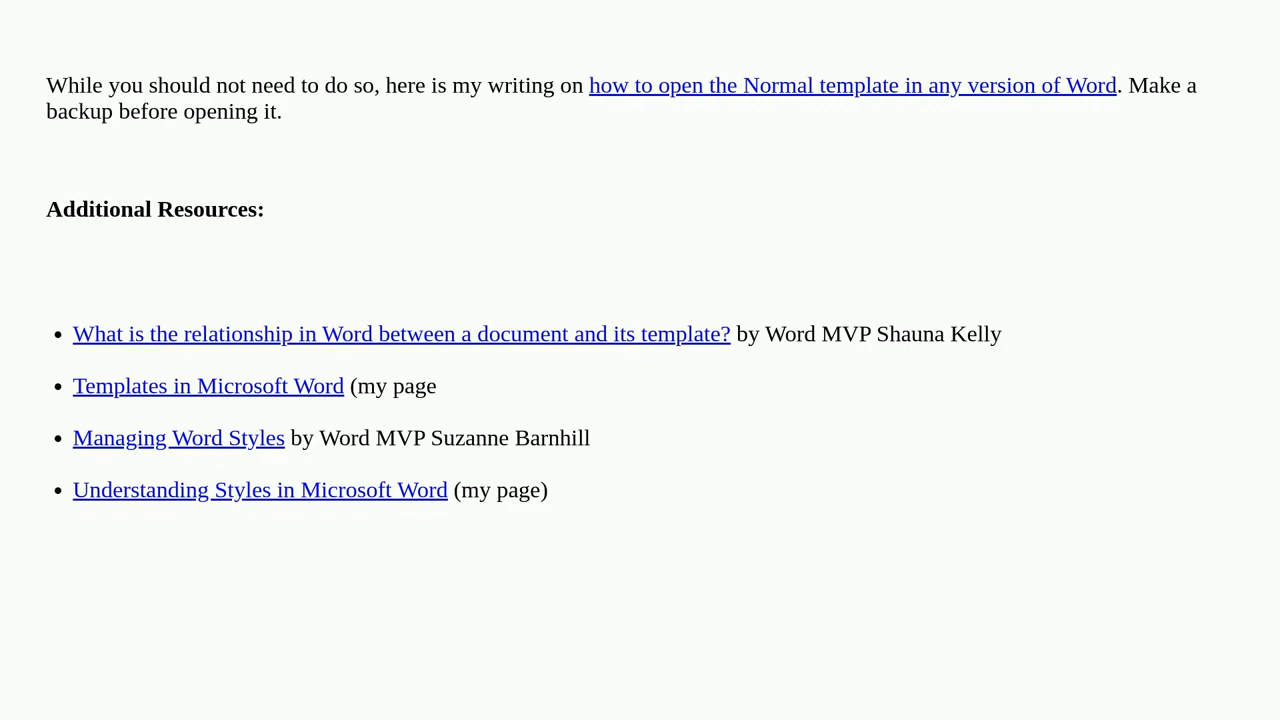 While you should not need to do so, here is my writing on how to open the Normal template in any version of Word. Make a
backup before opening it.
Additional Resources:
• What is the relationship in Word between a document and its template? by Word MVP Shauna Kelly
• Templates in Microsoft Word (my page
• Managing Word Styles by Word MVP Suzanne Barnhill
• Understanding Styles in Microsoft Word (my page)